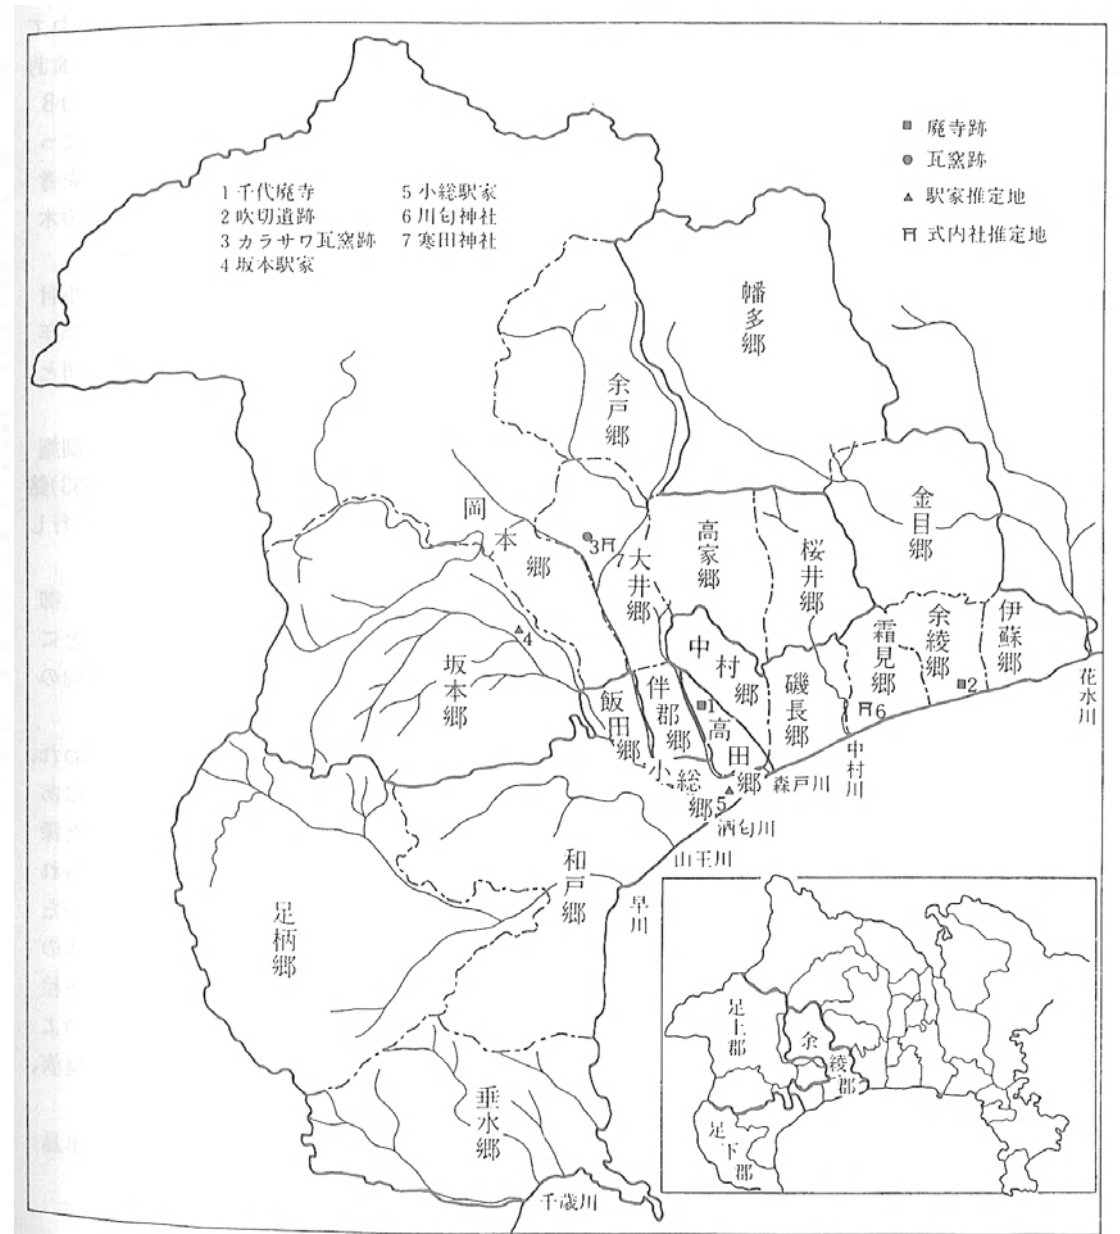 1 千代廃寺
2 吹切遺跡
3 カラサワ瓦窯跡
4 坂本駅家
5 小総駅家
6 川匂神社
7 寒田神社
廃寺跡
瓦窯跡
駅家推定地
式内社推定地
幡多郷
余戸郷
金目郷
岡本郷
3
7
大井郷
高家郷
桜井郷
霜見郷
余綾郷
伊蘇郷
4
坂本郷
飯田郷
伴郡郷
中村郷
1
高田郷
磯長郷
6
2
花水川
中村川
森戸川
小総郷
5
酒匂川
山王川
早川
和戸郷
足柄郷
垂水郷
千歳川
足上郡
余綾郡
足下郡